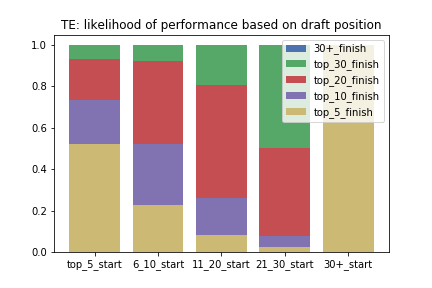 TE: likelihood of performance based on draft position
1.0
0.8
0.6
0.4
0.2
0.0
30+_finish
top_30_finish
top_20_finish
top_10_finish
top_5_finish
top_5_start 6_10_start 11_20_start 21_30_start 30+_start